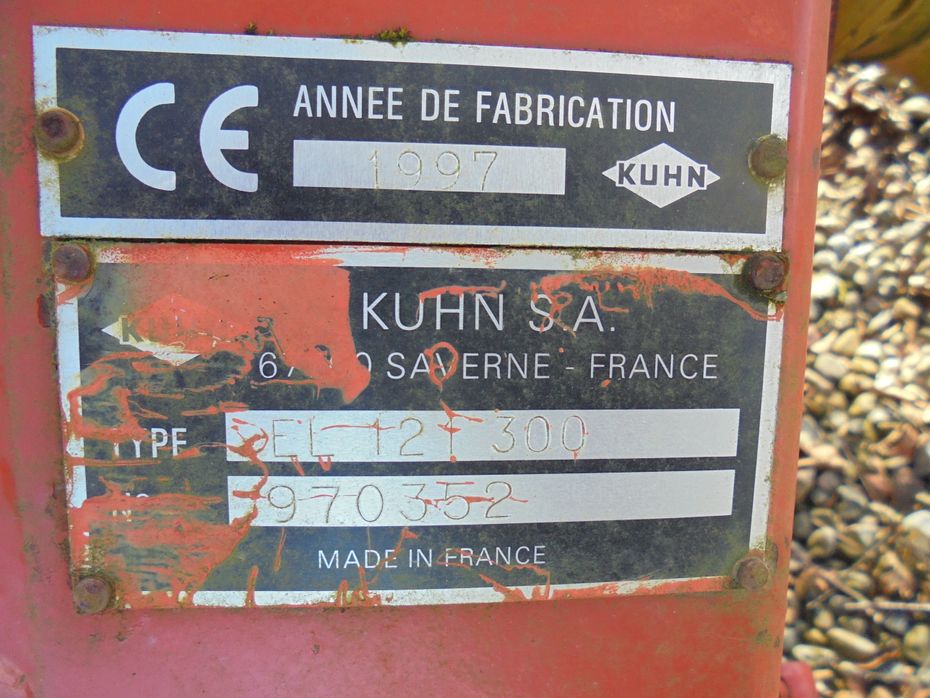 CE
ANNEE DE FABRICATION
1997
KUHN
KUHN S.A.
SAVERNE - FRANCE
TYPE EL 121 300
970352
MADE IN FRANCE